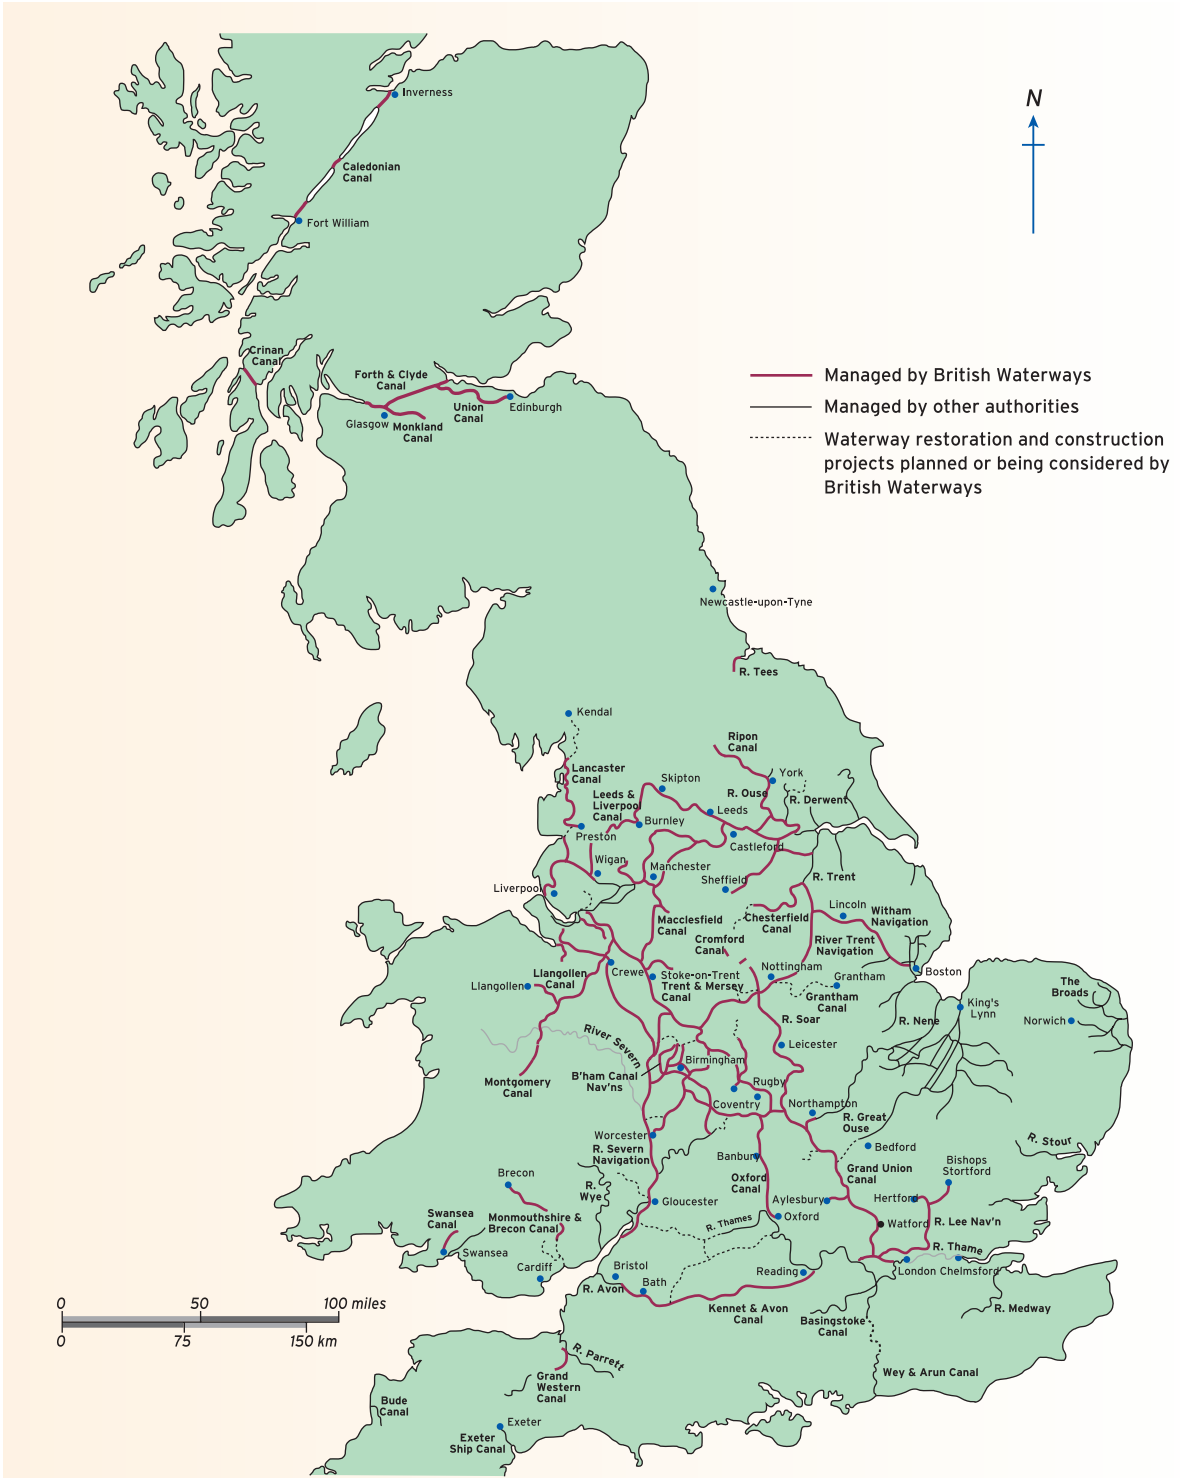 N
Inverness
Caledonian
Canal
Fort William
Crinan
Canal
Forth & Clyde
Canal
Union
Canal
Edinburgh
Glasgow
Monkland
Canal
Managed by British Waterways
Managed by other authorities
Waterway restoration and construction
projects planned or being considered by
British Waterways
Newcastle-upon-Tyne
R. Tees
Kendal
Ripon
Canal
Lancaster
Canal
Skipton
York
Leeds &
Liverpool
Canal
R. Ouse
R. Derwent
Leeds
Burnley
Preston
Castleford
Wigan
Manchester
Sheffield
R. Trent
Liverpool
Lincoln
Witham
Navigation
Macclesfield
Canal
Chesterfield
Canal
Cromford
Canal
River Trent
Navigation
Crewe
Stoke-on-Trent
Nottingham
Boston
Llangollen
Canal
Llangollen
Trent & Mersey
Canal
Grantham
Grantham
Canal
The
Broads
King's
Lynn
Norwich
R. Nene
R. Soar
River Severn
Leicester
Birmingham
B'ham Canal
Nav'ns
Montgomery
Canal
Rugby
Coventry
Northampton
R. Great
Ouse
Worcester
R. Severn
Navigation
Bedford
R. Stour
Banbury
Oxford
Canal
Grand Union
Canal
Bishops
Stortford
Brecon
R.
Wye
Gloucester
Aylesbury
Hertford
Swansea
Canal
Monmouthshire &
Brecon Canal
R. Thames
Oxford
Watford
R. Lee Nav'n
Swansea
R. Thame
Cardiff
Bristol
Bath
Reading
London
Chelmsford
R. Avon
Kennet & Avon
Canal
Basingstoke
Canal
R. Medway
0
50
100 miles
0
75
150 km
R. Parrett
Grand
Western
Canal
Wey & Arun Canal
Bude
Canal
Exeter
Exeter
Ship Canal